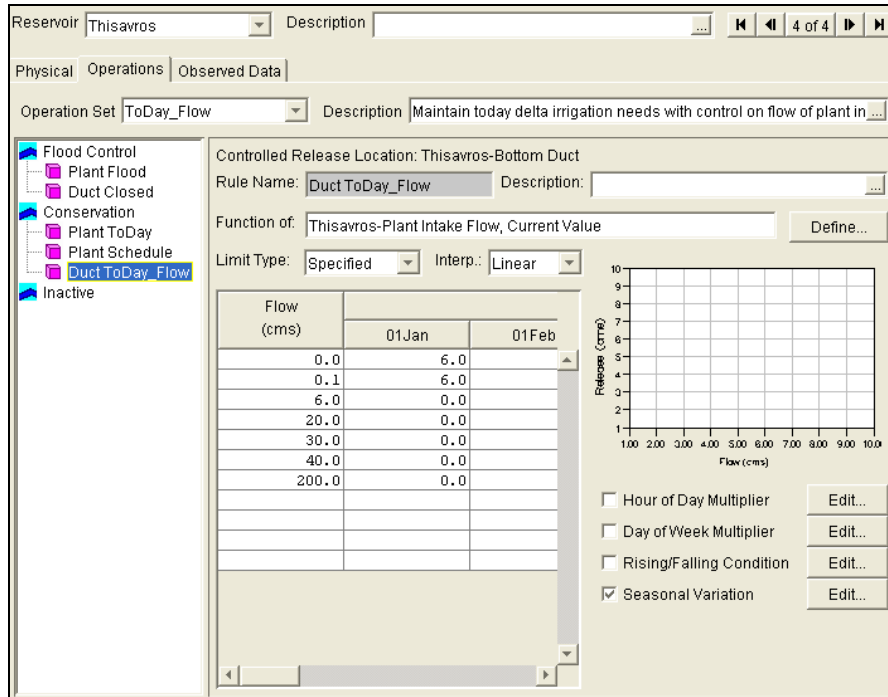 Reservoir Thisavros Description ... 4 of 4
Physical Operations Observed Data
Operation Set ToDay_Flow Description Maintain today delta irrigation needs with control on flow of plant in ...
Flood Control
Plant Flood
Duct Closed
Conservation
Plant ToDay
Plant Schedule
Duct ToDay_Flow
Inactive
Controlled Release Location: Thisavros-Bottom Duct
Rule Name: Duct ToDay_Flow Description: ...
Function of: Thisavros-Plant Intake Flow, Current Value Define...
Limit Type: Specified Interp.: Linear
Flow (cms)
01Jan 01Feb
0.0 6.0
0.1 6.0
6.0 0.0
20.0 0.0
30.0 0.0
40.0 0.0
200.0 0.0
Release (cms)
10
9
8
7
6
5
4
3
2
1
1.00 2.00 3.00 4.00 5.00 6.00 7.00 8.00 9.00 10.0
Flow (cms)
Hour of Day Multiplier Edit...
Day of Week Multiplier Edit...
Rising/Falling Condition Edit...
Seasonal Variation Edit...